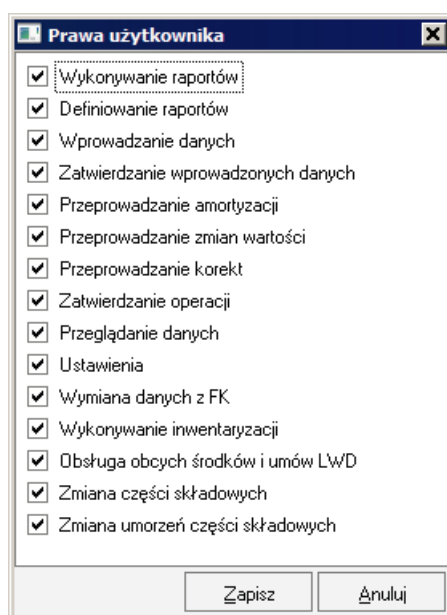 Prawa użytkownika
Wykonywanie raportów
Definiowanie raportów
Wprowadzanie danych
Zatwierdzanie wprowadzonych danych
Przeprowadzanie amortyzacji
Przeprowadzanie zmian wartości
Przeprowadzanie korekt
Zatwierdzanie operacji
Przeglądanie danych
Ustawienia
Wymiana danych z FK
Wykonywanie inwentaryzacji
Obsługa obcych środków i umów LWD
Zmiana części składowych
Zmiana umorzeń części składowych
Zapisz Anuluj